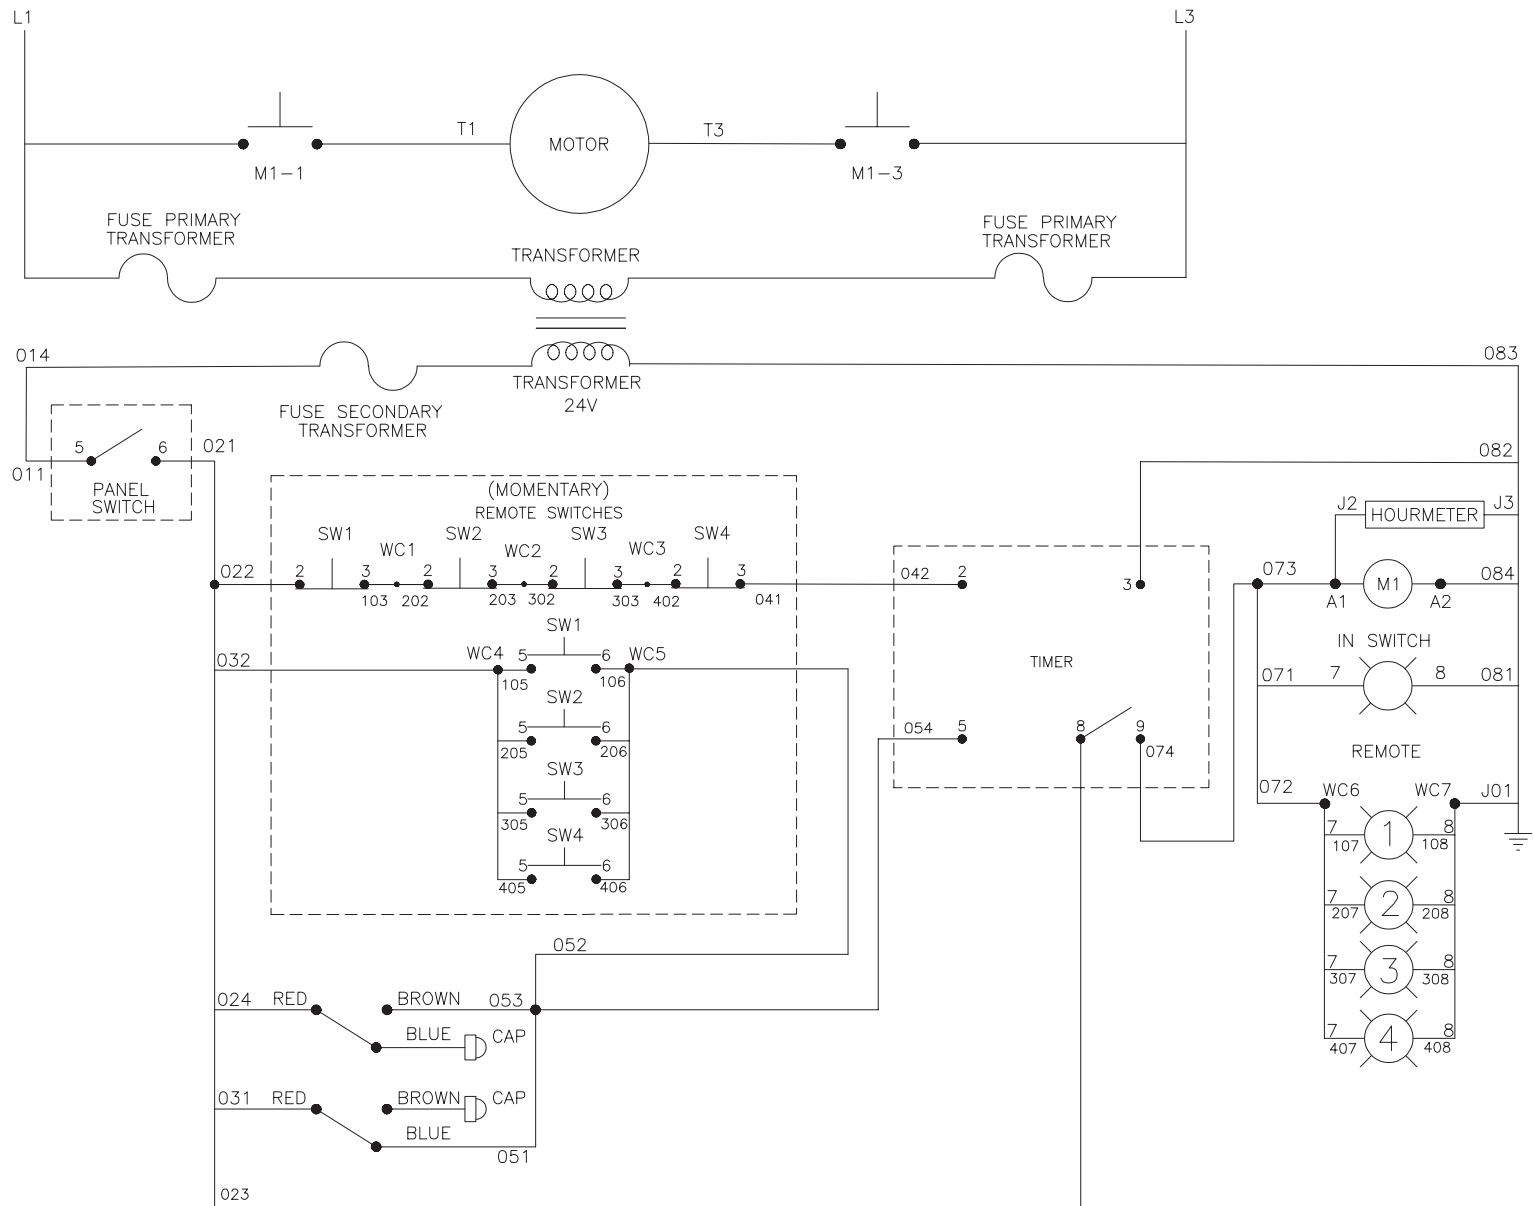 L1
L3
T1
MOTOR
T3
M1-1
M1-3
FUSE PRIMARY
TRANSFORMER
TRANSFORMER
FUSE PRIMARY
TRANSFORMER
014
083
TRANSFORMER
24V
FUSE SECONDARY
TRANSFORMER
5
6
021
011
PANEL
SWITCH
082
(MOMENTARY)
REMOTE SWITCHES
J2
HOURMETER
J3
SW1
WC1
SW2
WC2
SW3
WC3
SW4
022
2
3
2
3
2
3
2
3
103
202
203
302
303
402
041
042
2
3
073
A1
M1
A2
084
SW1
032
WC4
5
6
WC5
105
106
TIMER
IN SWITCH
071
7
8
081
SW2
5
6
205
206
054
5
8
9
074
REMOTE
SW3
5
6
305
306
072
WC6
WC7
J01
SW4
5
6
405
406
7
1
8
107
108
7
2
8
207
208
052
7
3
8
307
308
024
RED
BROWN
053
BLUE
CAP
7
4
8
407
408
031
RED
BROWN
CAP
BLUE
051
023